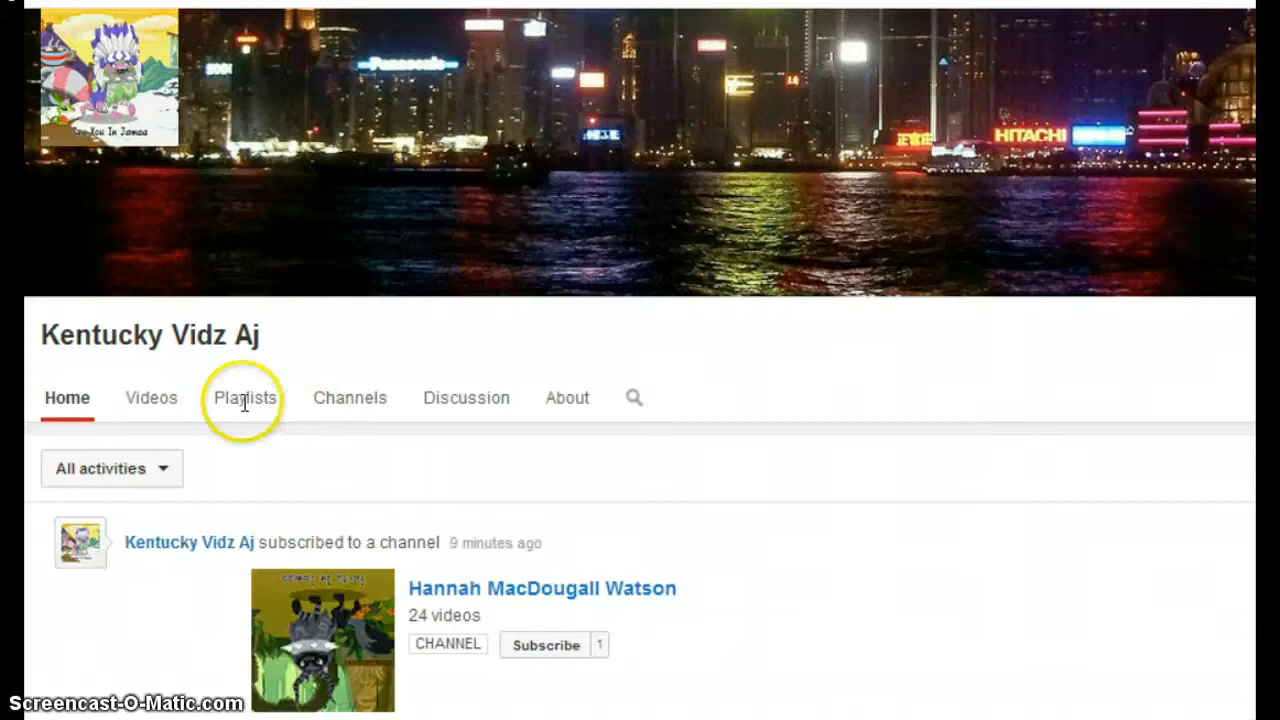 Panasonic
HITACHI
See You In Jamaa
Kentucky Vidz Aj
Home Videos Playlists Channels Discussion About
All activities
Kentucky Vidz Aj subscribed to a channel 9 minutes ago
Hannah MacDougall Watson
24 videos
CHANNEL Subscribe 1
Screencast-O-Matic.com